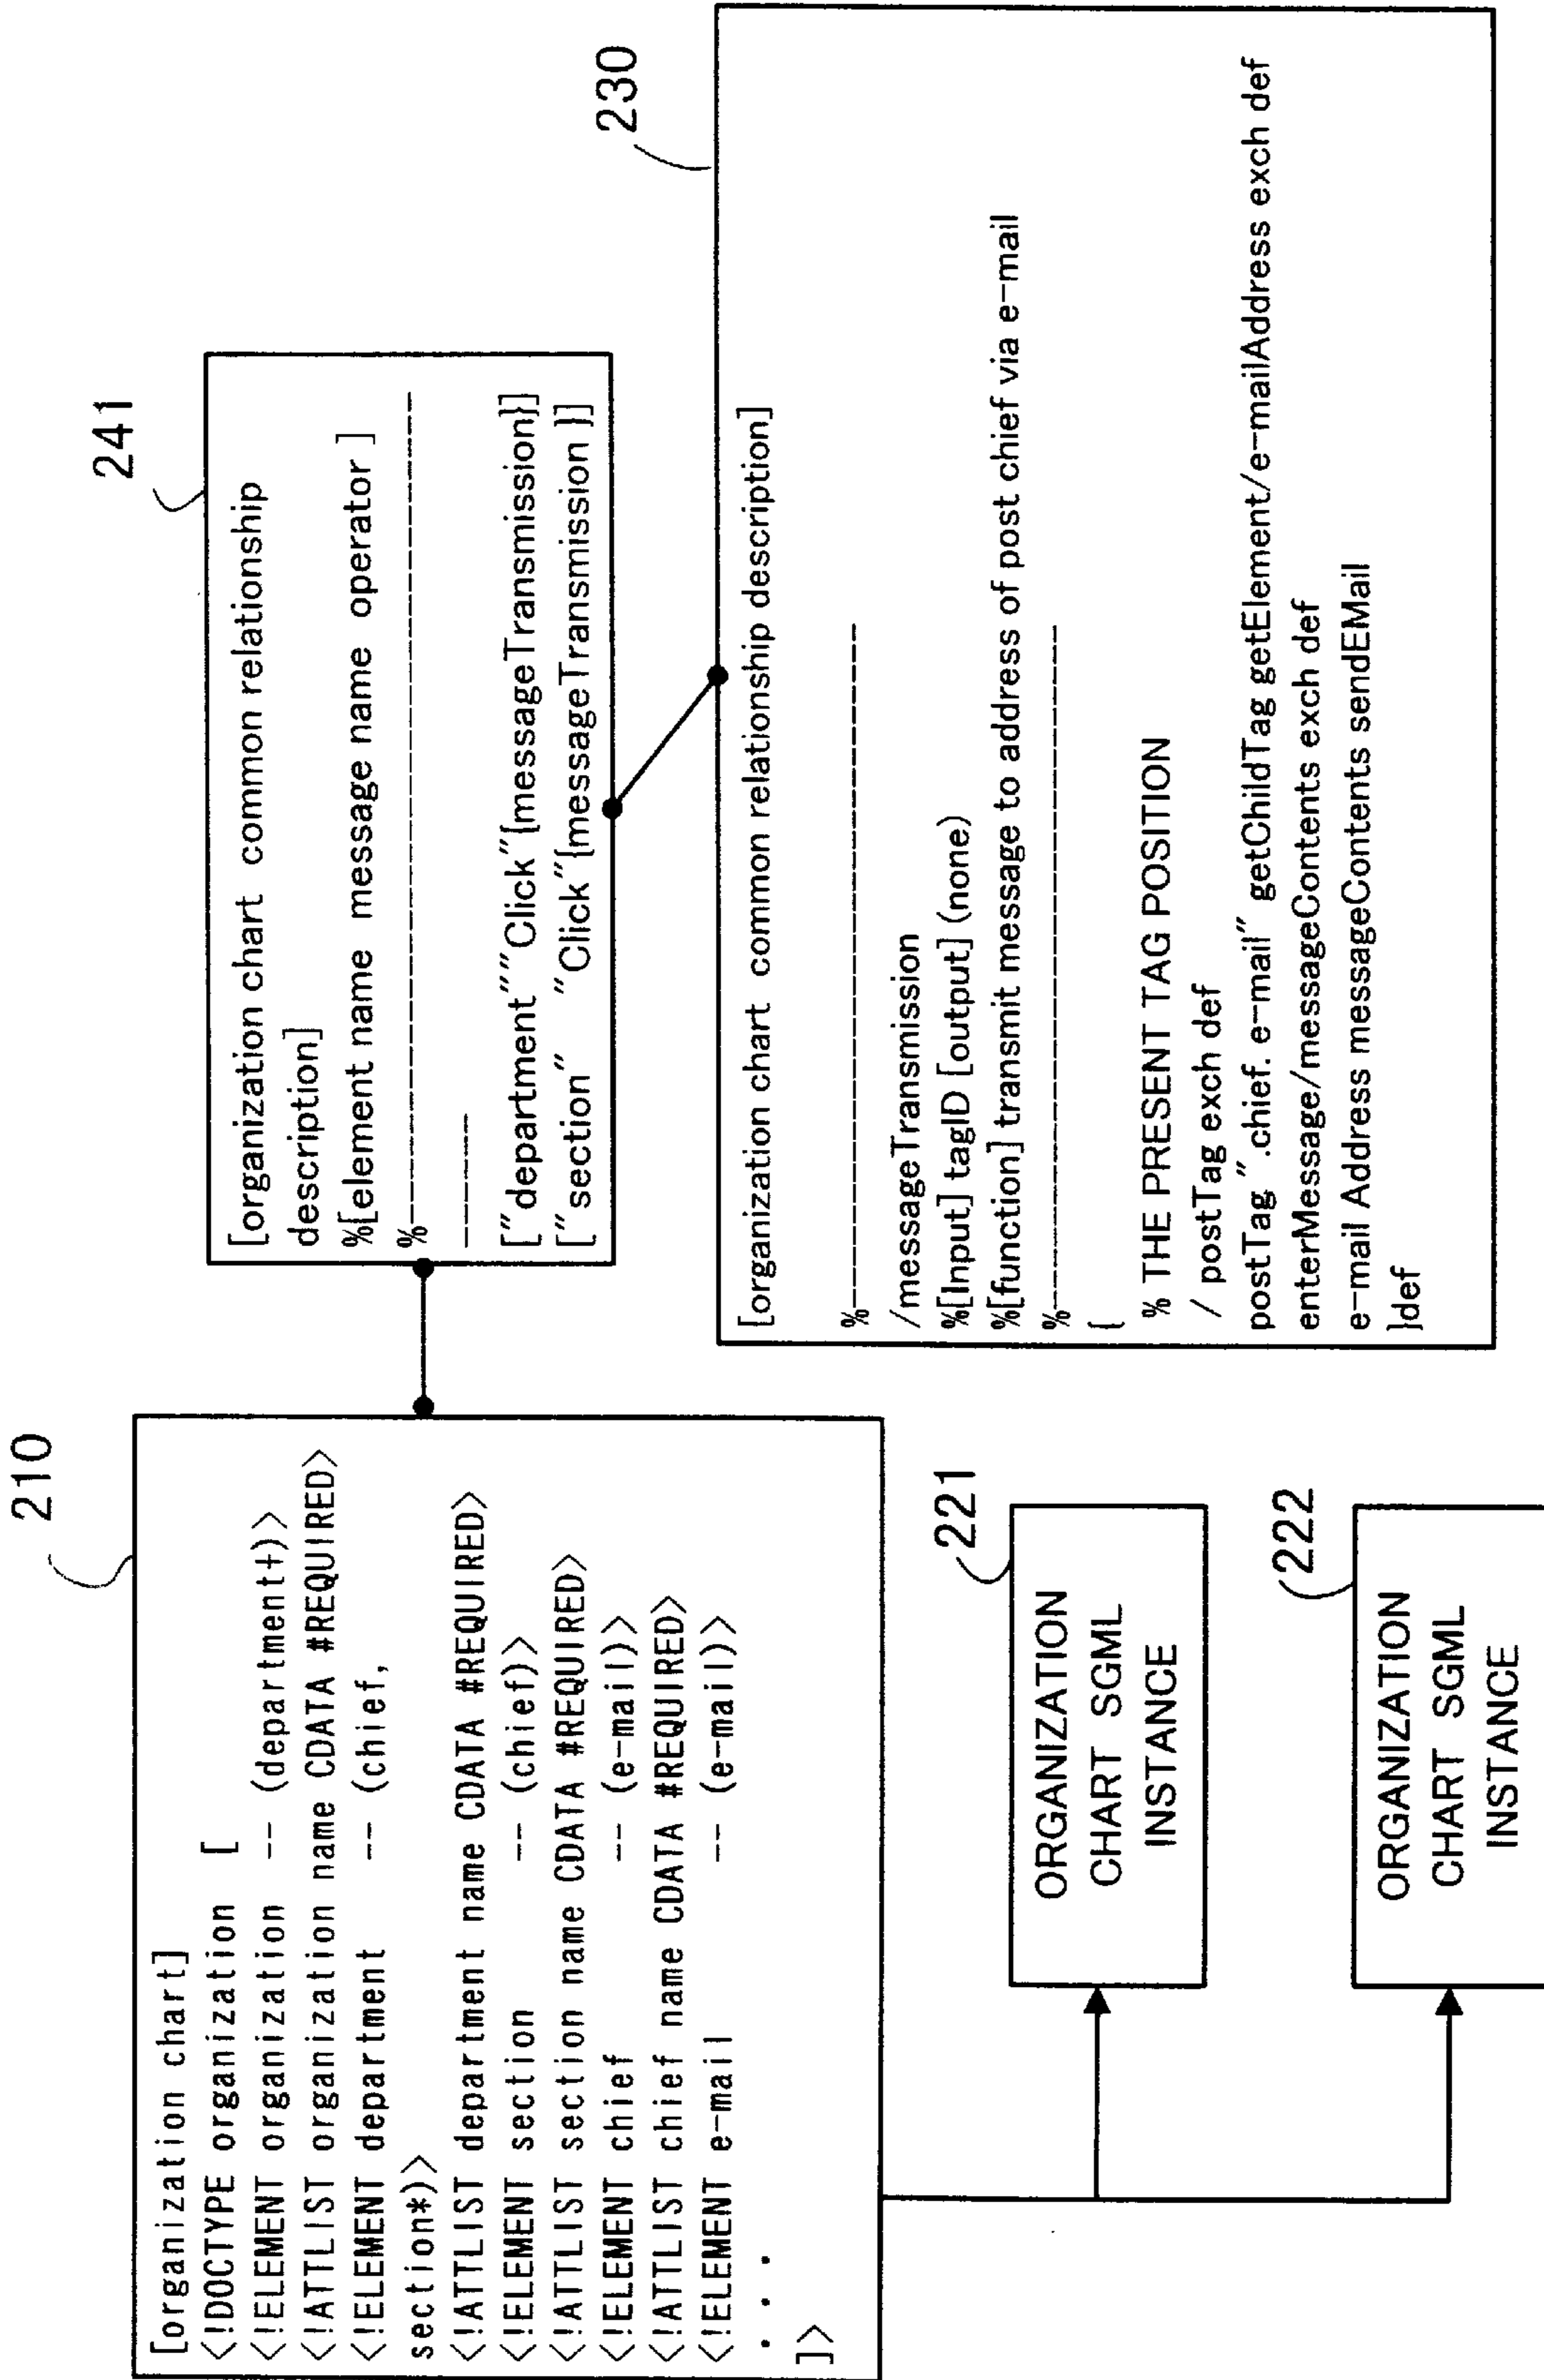 210
[organization chart]
<!DOCTYPE organization [
<!ELEMENT organization -- (department+)>
<!ATTLIST organization name CDATA #REQUIRED>
<!ELEMENT department -- (chief,
section*)>
<!ATTLIST department name CDATA #REQUIRED>
<!ELEMENT section -- (chief)>
<!ATTLIST section name CDATA #REQUIRED>
<!ELEMENT chief -- (e-mail)>
<!ATTLIST chief name CDATA #REQUIRED>
<!ELEMENT e-mail -- (e-mail)>
. . .
]>
241
[organization chart common relationship
description]
%[element name message name operator ]
%------------------------------
-----
["department""Click"{messageTransmission}]
["section" "Click"{messageTransmission }]
230
[organization chart common relationship description]
%------------------------------
/messageTransmission
%[Input] tagID [output] (none)
%[function] transmit message to address of post chief via e-mail
%------------------------------
{
% THE PRESENT TAG POSITION
/ postTag exch def
postTag ".chief. e-mail" getChildTag getElement/e-mailAddress exch def
enterMesssage/messageContents exch def
e-mail Address messageContents sendEMail
}def
221
ORGANIZATION
CHART SGML
INSTANCE
222
ORGANIZATION
CHART SGML
INSTANCE